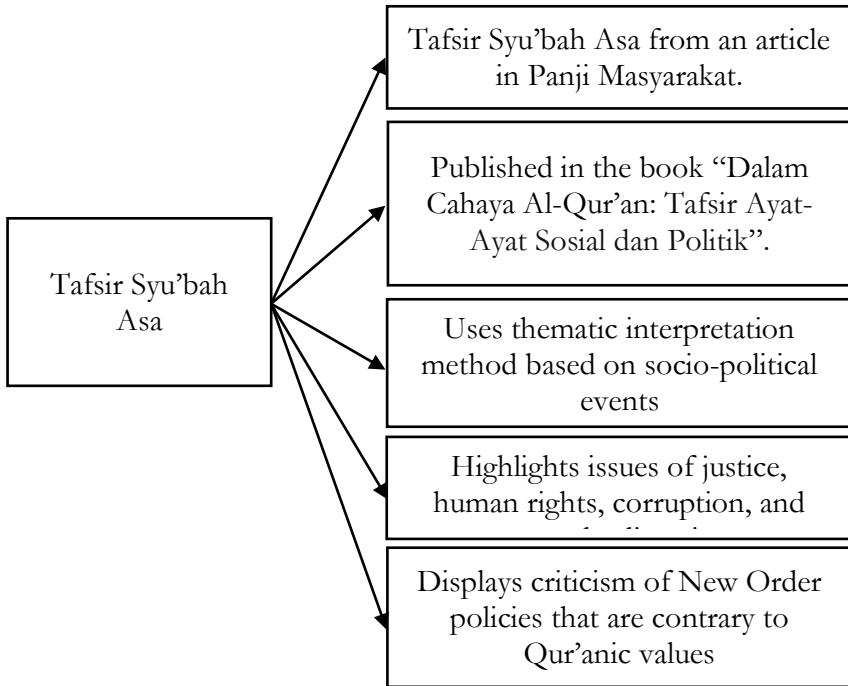 Tafsir Syu’bah Asa from an article
in Panji Masyarakat.
Published in the book “Dalam
Cahaya Al-Qur’an: Tafsir Ayat-
Ayat Sosial dan Politik”.
Tafsir Syu’bah
Asa
Uses thematic interpretation
method based on socio-political
events
Highlights issues of justice,
human rights, corruption, and
Displays criticism of New Order
policies that are contrary to
Qur’anic values